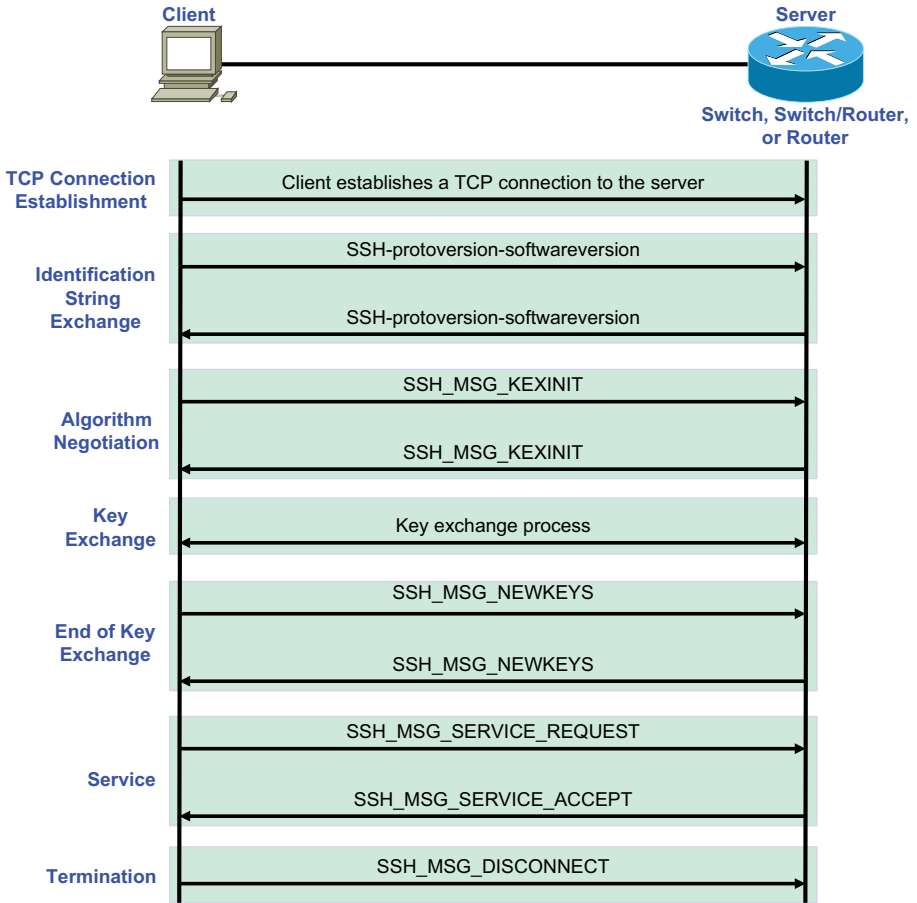 Client
Server
Switch, Switch/Router,
or Router
TCP Connection
Establishment
Client establishes a TCP connection to the server
Identification
String
Exchange
SSH-protoversion-softwareversion
SSH-protoversion-softwareversion
Algorithm
Negotiation
SSH_MSG_KEXINIT
SSH_MSG_KEXINIT
Key
Exchange
Key exchange process
End of Key
Exchange
SSH_MSG_NEWKEYS
SSH_MSG_NEWKEYS
Service
SSH_MSG_SERVICE_REQUEST
SSH_MSG_SERVICE_ACCEPT
Termination
SSH_MSG_DISCONNECT